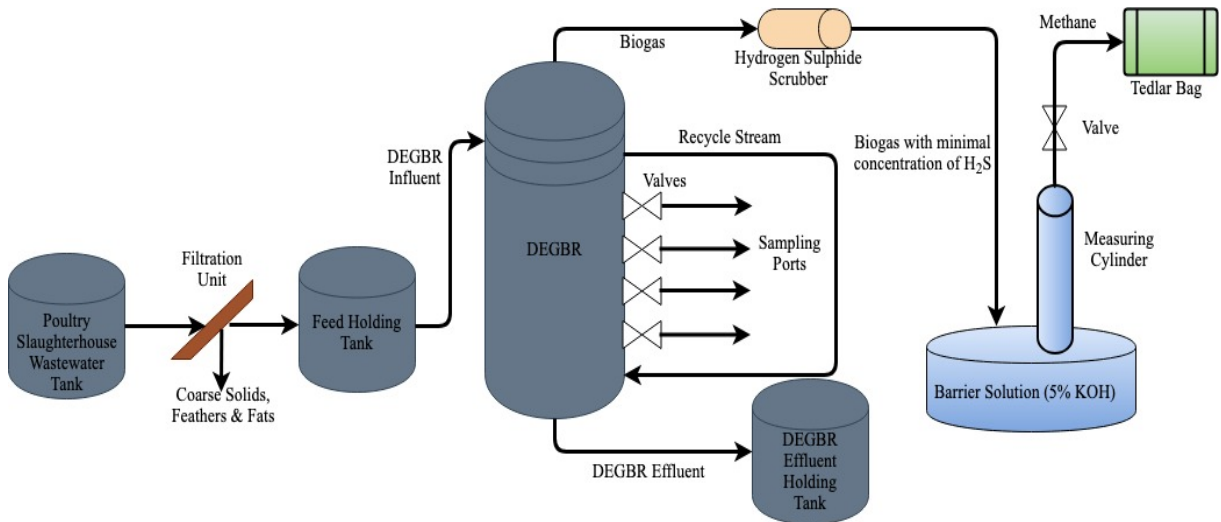 Poultry
Slaughterhouse
Wastewater
Tank
Filtration
Unit
Coarse Solids,
Feathers & Fats
Feed Holding
Tank
DEGBR
Influent
DEGBR
Biogas
Hydrogen Sulphide
Scrubber
Recycle Stream
Valves
Sampling
Ports
DEGBR Effluent
DEGBR
Effluent
Holding
Tank
Biogas with minimal
concentration of H₂S
Methane
Tedlar Bag
Valve
Measuring
Cylinder
Barrier Solution (5% KOH)